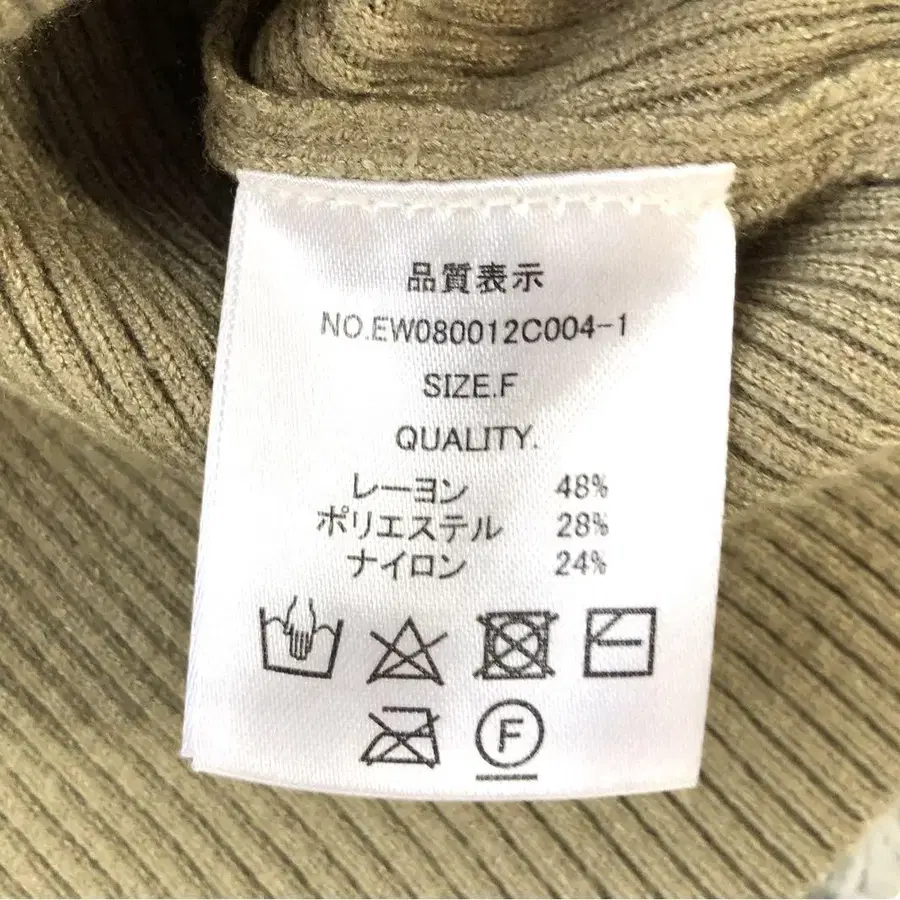 品質表示
NO.EW080012C004-1
SIZE.F
QUALITY.
レーヨン 48%
ポリエステル 28%
ナイロン 24%
F